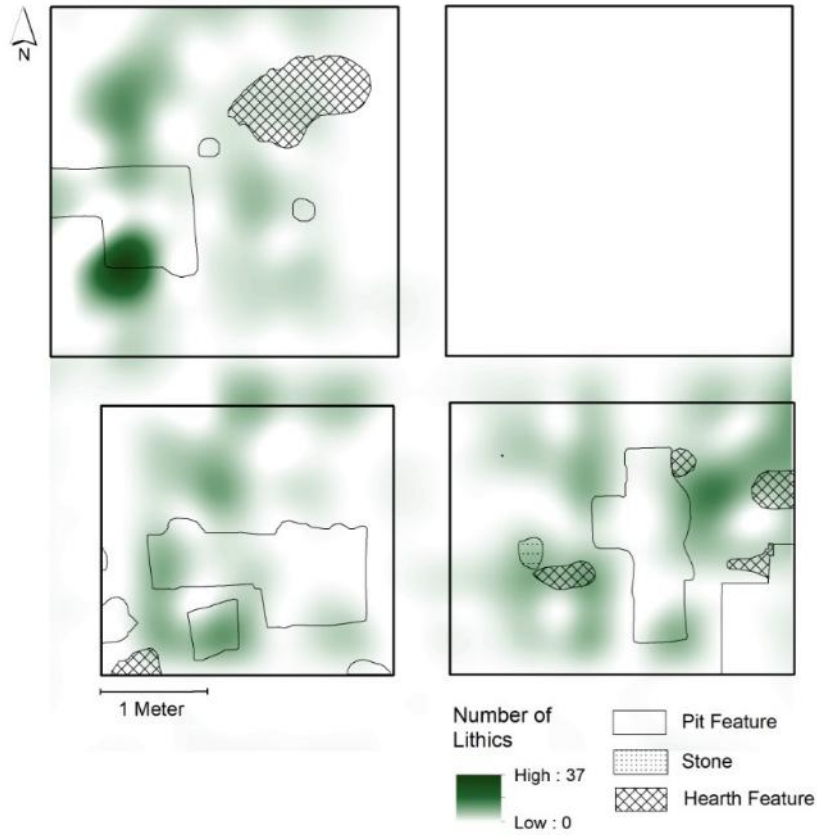 N
1 Meter
Number of
Lithics
High : 37
Low : 0
Pit Feature
Stone
Hearth Feature